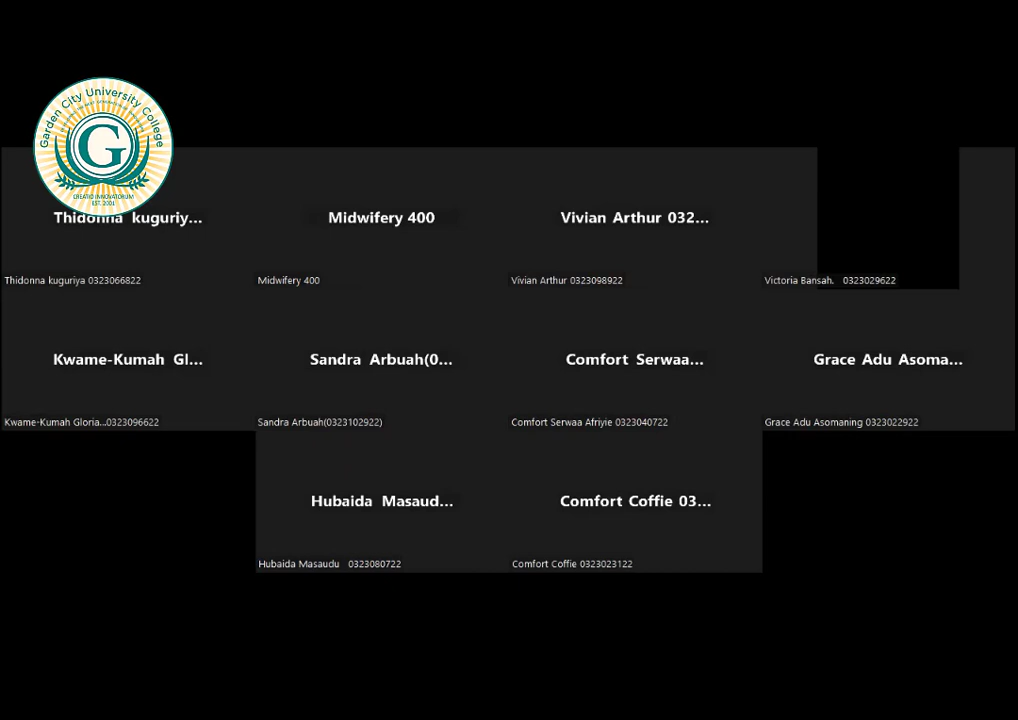 Garden City University College
CREATIO INNOVATORUM
EST. 2001
Thidonna kuguriy...
Midwifery 400
Vivian Arthur 032...
Thidonna kuguriya 0323066822
Midwifery 400
Vivian Arthur 0323098922
Victoria Bansah. 0323029622
Kwame-Kumah Gl...
Sandra Arbuah(0...
Comfort Serwaa...
Grace Adu Asoma...
Kwame-Kumah Gloria...0323096622
Sandra Arbuah(0323102922)
Comfort Serwaa Afriyie 0323040722
Grace Adu Asomaning 0323022922
Hubaida Masaud...
Comfort Coffie 03...
Hubaida Masaudu 0323080722
Comfort Coffie 0323023122